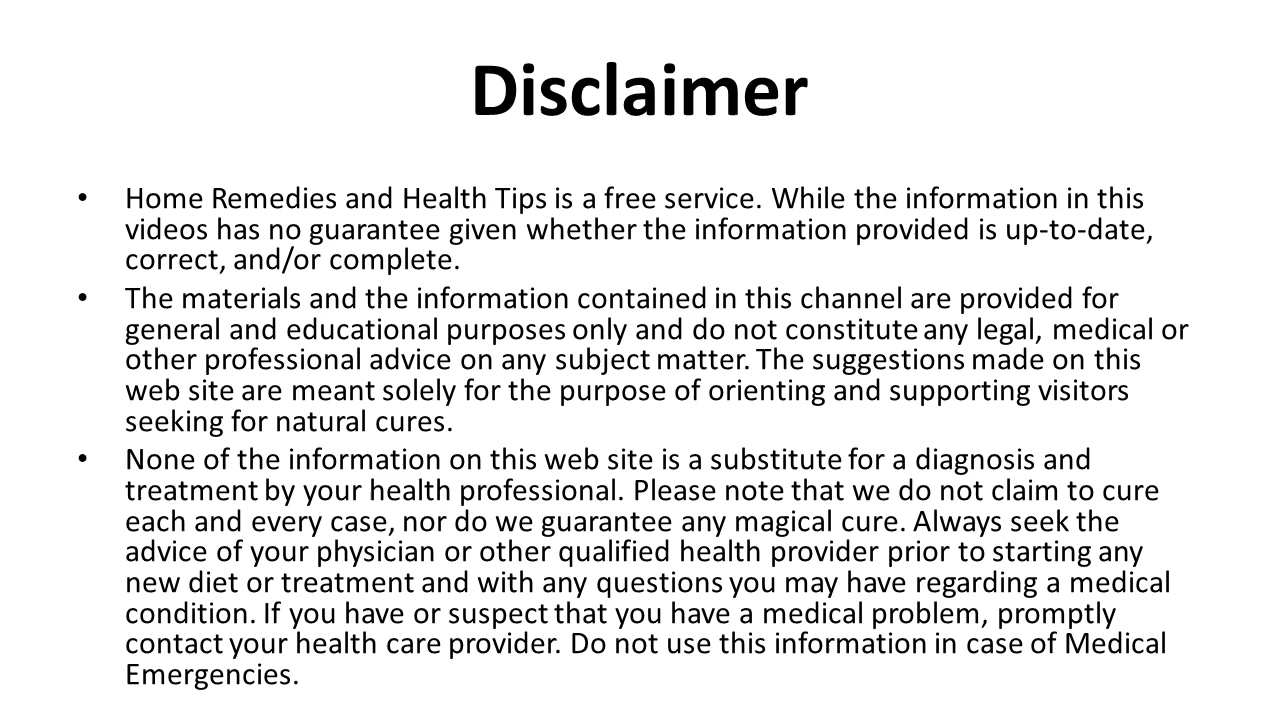 Disclaimer
• Home Remedies and Health Tips is a free service. While the information in this
videos has no guarantee given whether the information provided is up-to-date,
correct, and/or complete.
• The materials and the information contained in this channel are provided for
general and educational purposes only and do not constitute any legal, medical or
other professional advice on any subject matter. The suggestions made on this
web site are meant solely for the purpose of orienting and supporting visitors
seeking for natural cures.
• None of the information on this web site is a substitute for a diagnosis and
treatment by your health professional. Please note that we do not claim to cure
each and every case, nor do we guarantee any magical cure. Always seek the
advice of your physician or other qualified health provider prior to starting any
new diet or treatment and with any questions you may have regarding a medical
condition. If you have or suspect that you have a medical problem, promptly
contact your health care provider. Do not use this information in case of Medical
Emergencies.